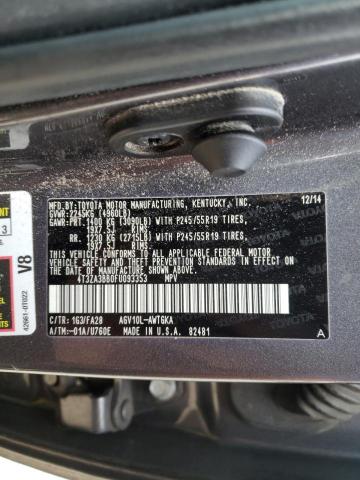 MFD.BY:TOYOTA MOTOR MANUFACTURING, KENTUCKY, INC. 12/14
GVWR:2245KG (4960LB)
GAWR:FRT.1400 KG (3090LB) WITH P245/55R19 TIRES,
19X7.5J RIMS,
RR. 1230 KG (2715LB) WITH P245/55R19 TIRES,
19X7.5J RIMS,
THIS VEHICLE CONFORMS TO ALL APPLICABLE FEDERAL MOTOR
VEHICLE SAFETY AND THEFT PREVENTION STANDARDS IN
EFFECT ON THE DATE OF MANUFACTURE SHOWN ABOVE.
4T3ZA3BB0FU093353 MPV
C/TR: 1G3/FA28 AGV10L-AWTGKA
A/TM:-01A/U760E MADE IN U.S.A. 82481 A
V8
42661-0T022
3